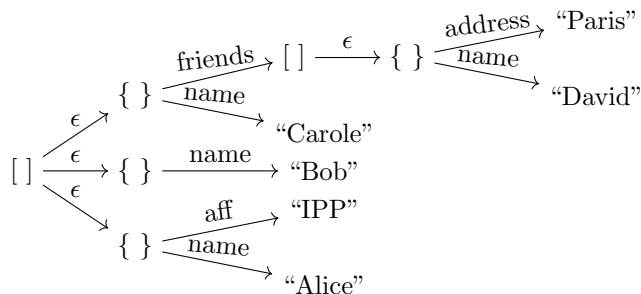 address “Paris”
friends [ ] ϵ { } name
{ } name “David”
ϵ “Carole”
[ ] ϵ { } name “Bob”
ϵ aff “IPP”
{ } name
“Alice”